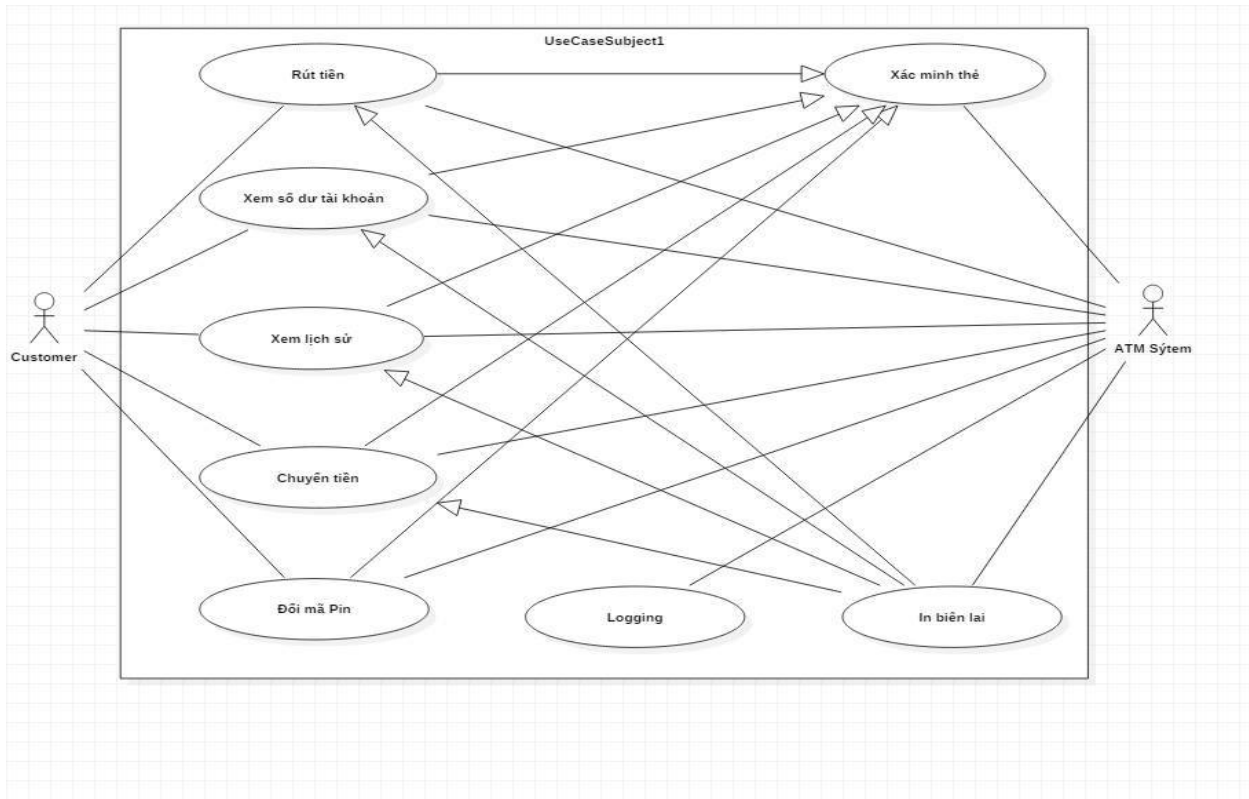 UseCaseSubject1
Rút tiền
Xác minh thẻ
Xem số dư tài khoản
Xem lịch sử
Customer
ATM Sýtem
Chuyển tiền
Đổi mã Pin
Logging
In biên lai